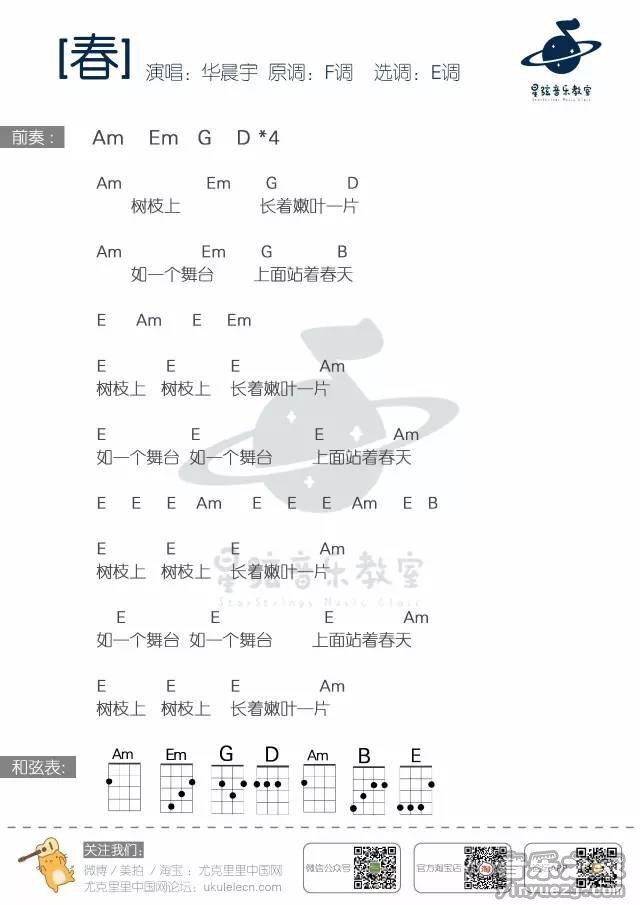 [春] 演唱：华晨宇 原调：F调 选调：E调
星弦音乐教室
StarStrings Music Class
前奏： Am Em G D *4
Am Em G D
树枝上 长着嫩叶一片
Am Em G B
如一个舞台 上面站着春天
E Am E Em
E E E Am
树枝上 树枝上 长着嫩叶一片
E E E Am
如一个舞台 如一个舞台 上面站着春天
E E E Am E E E Am E B
E E E Am
树枝上 树枝上 长着嫩叶一片
星弦音乐教室
StarStrings Music Class
E E E Am
如一个舞台 如一个舞台 上面站着春天
E E E Am
树枝上 树枝上 长着嫩叶一片
和弦表: Am Em G D Am B E
关注我们：
微博 / 美拍 / 淘宝 ：尤克里里中国网
尤克里里中国网论坛：ukulelecn.com
微信公众号
官方淘宝店
yinyuezj.com